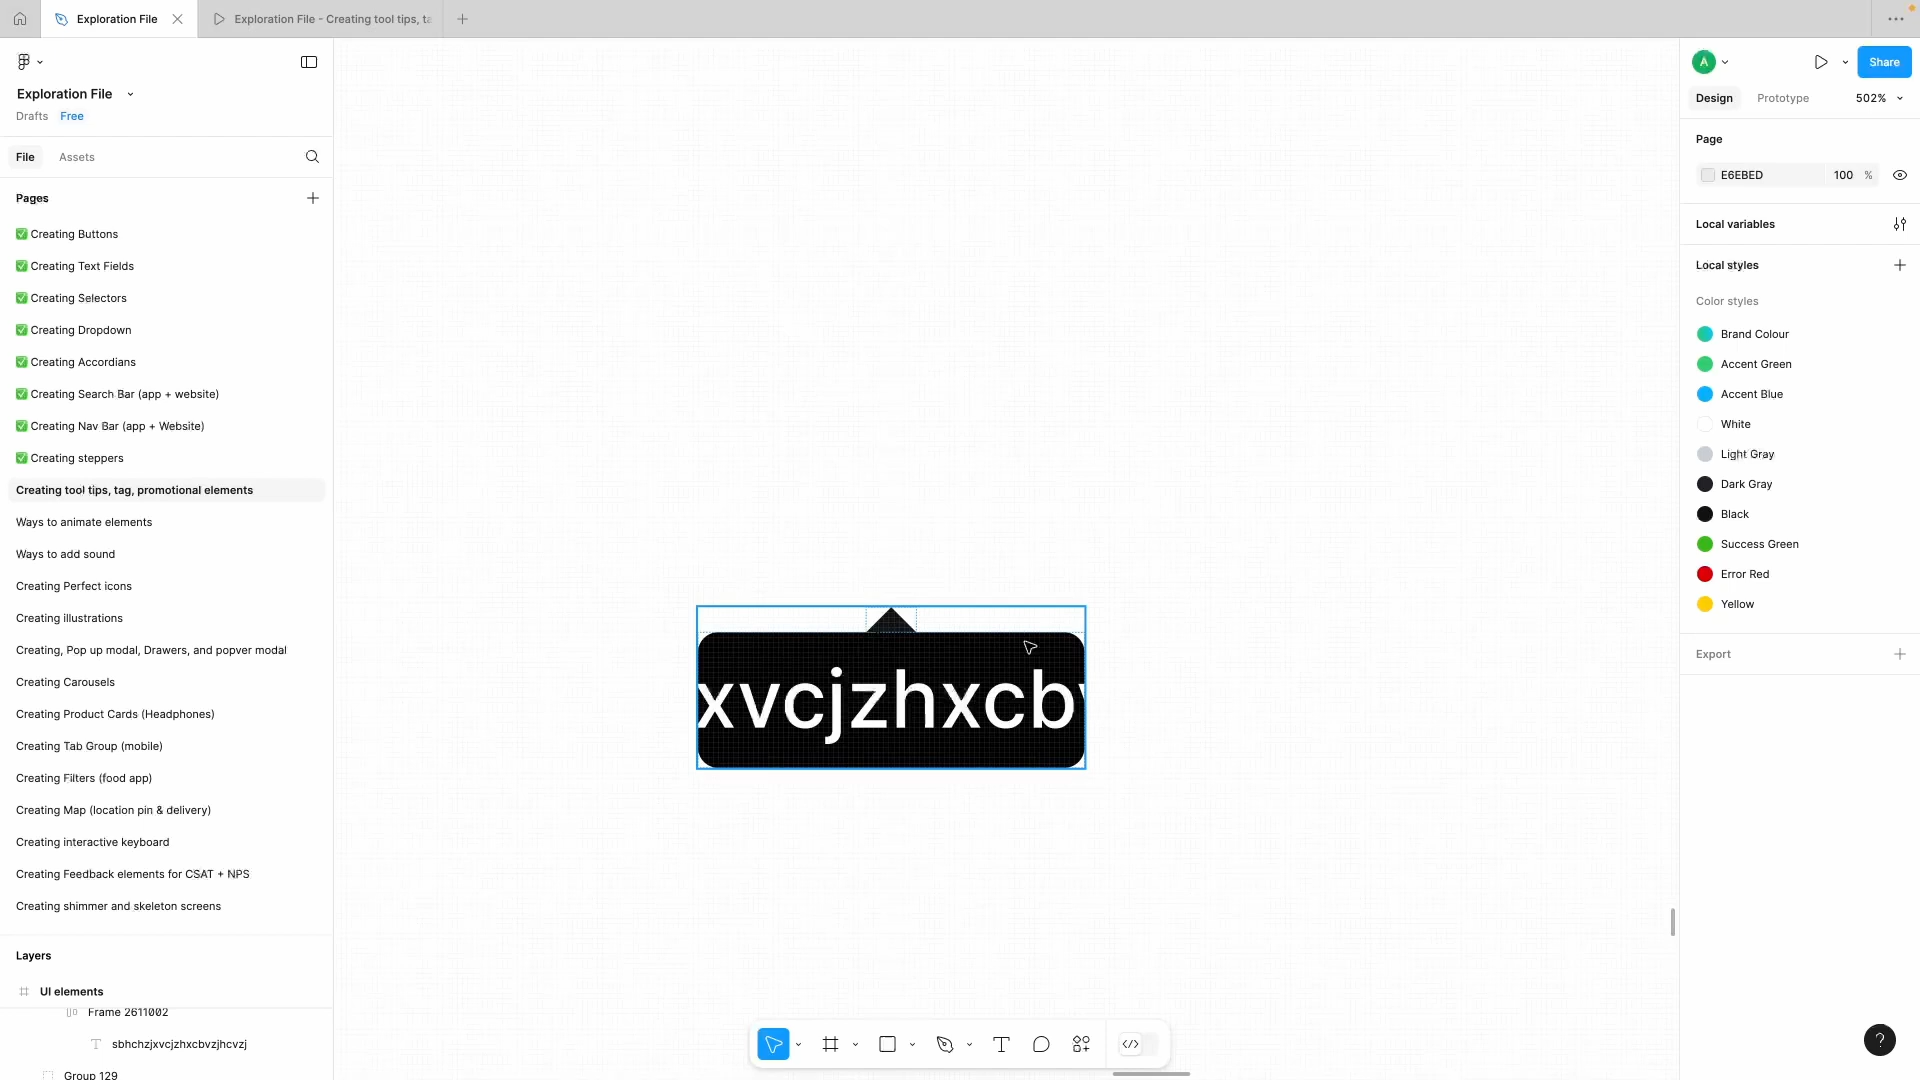 Exploration File
Exploration File - Creating tool tips, ta
Exploration File
Drafts Free
File Assets
Pages
Creating Buttons
Creating Text Fields
Creating Selectors
Creating Dropdown
Creating Accordians
Creating Search Bar (app + website)
Creating Nav Bar (app + Website)
Creating steppers
Creating tool tips, tag, promotional elements
Ways to animate elements
Ways to add sound
Creating Perfect icons
Creating illustrations
Creating, Pop up modal, Drawers, and popver modal
Creating Carousels
Creating Product Cards (Headphones)
Creating Tab Group (mobile)
Creating Filters (food app)
Creating Map (location pin & delivery)
Creating interactive keyboard
Creating Feedback elements for CSAT + NPS
Creating shimmer and skeleton screens
Layers
UI elements
Frame 2611002
sbhchzjxvcjzhxcbvzjhcvzj
Group 129
xvcjzhxcbv
A
Share
Design Prototype 502%
Page
E6EBED 100 %
Local variables
Local styles
Color styles
Brand Colour
Accent Green
Accent Blue
White
Light Gray
Dark Gray
Black
Success Green
Error Red
Yellow
Export
?